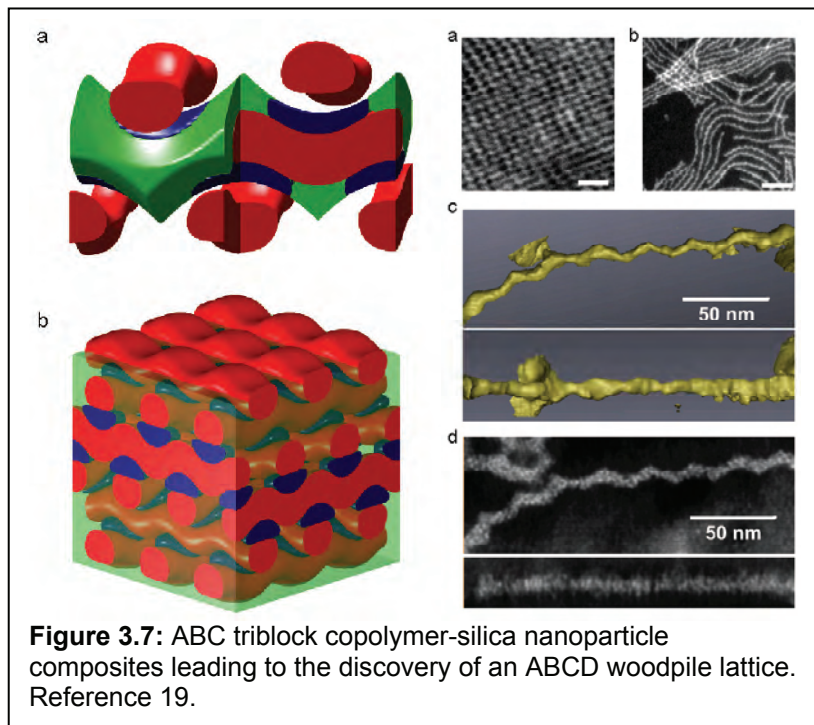 a
b
a
b
c
50 nm
d
50 nm
Figure 3.7: ABC triblock copolymer-silica nanoparticle
composites leading to the discovery of an ABCD woodpile lattice.
Reference 19.